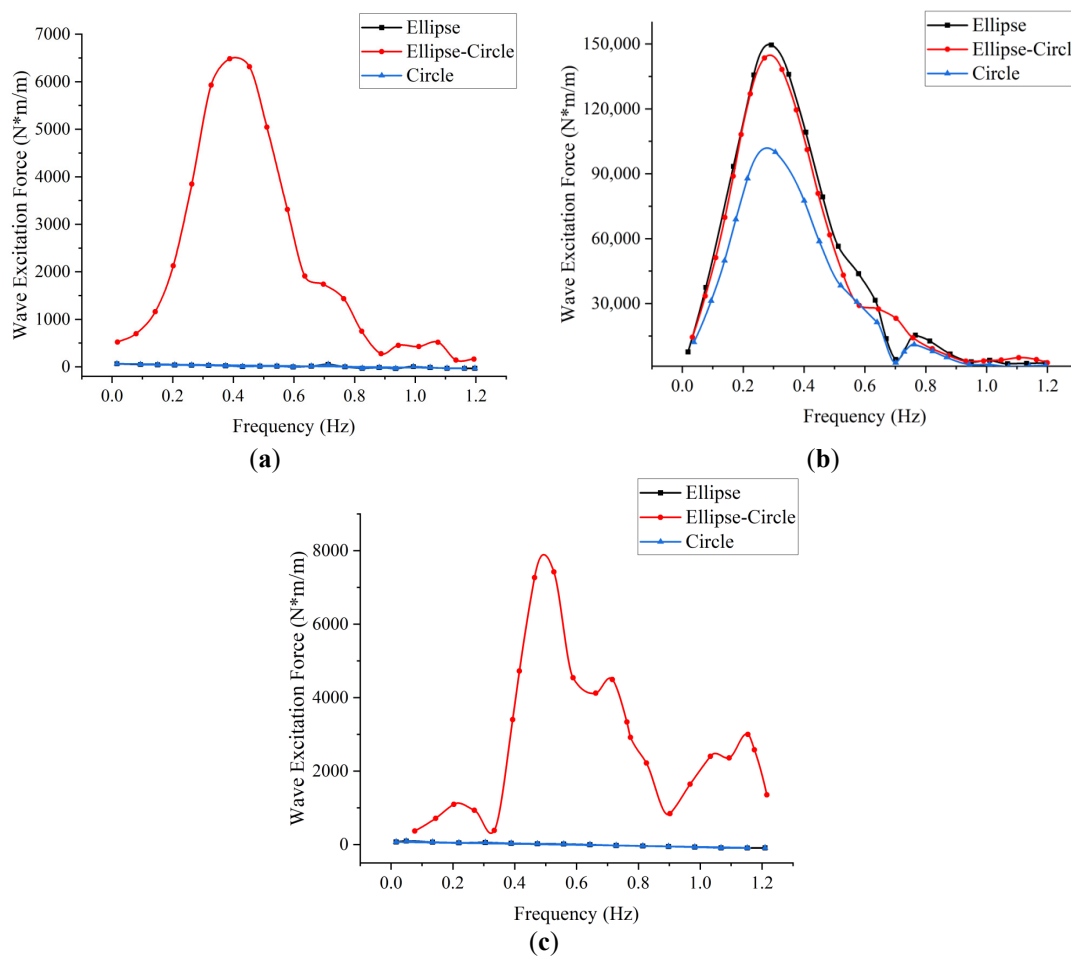 Ellipse
Ellipse-Circle
Circle
Wave Excitation Force (N*m/m)
7000
6000
5000
4000
3000
2000
1000
0
0.0 0.2 0.4 0.6 0.8 1.0 1.2
Frequency (Hz)
(a)
Ellipse
Ellipse-Circle
Circle
Wave Excitation Force (N*m/m)
150,000
120,000
90,000
60,000
30,000
0.0 0.2 0.4 0.6 0.8 1.0 1.2
Frequency (Hz)
(b)
Ellipse
Ellipse-Circle
Circle
Wave Excitation Force (N*m/m)
8000
6000
4000
2000
0
0.0 0.2 0.4 0.6 0.8 1.0 1.2
Frequency (Hz)
(c)